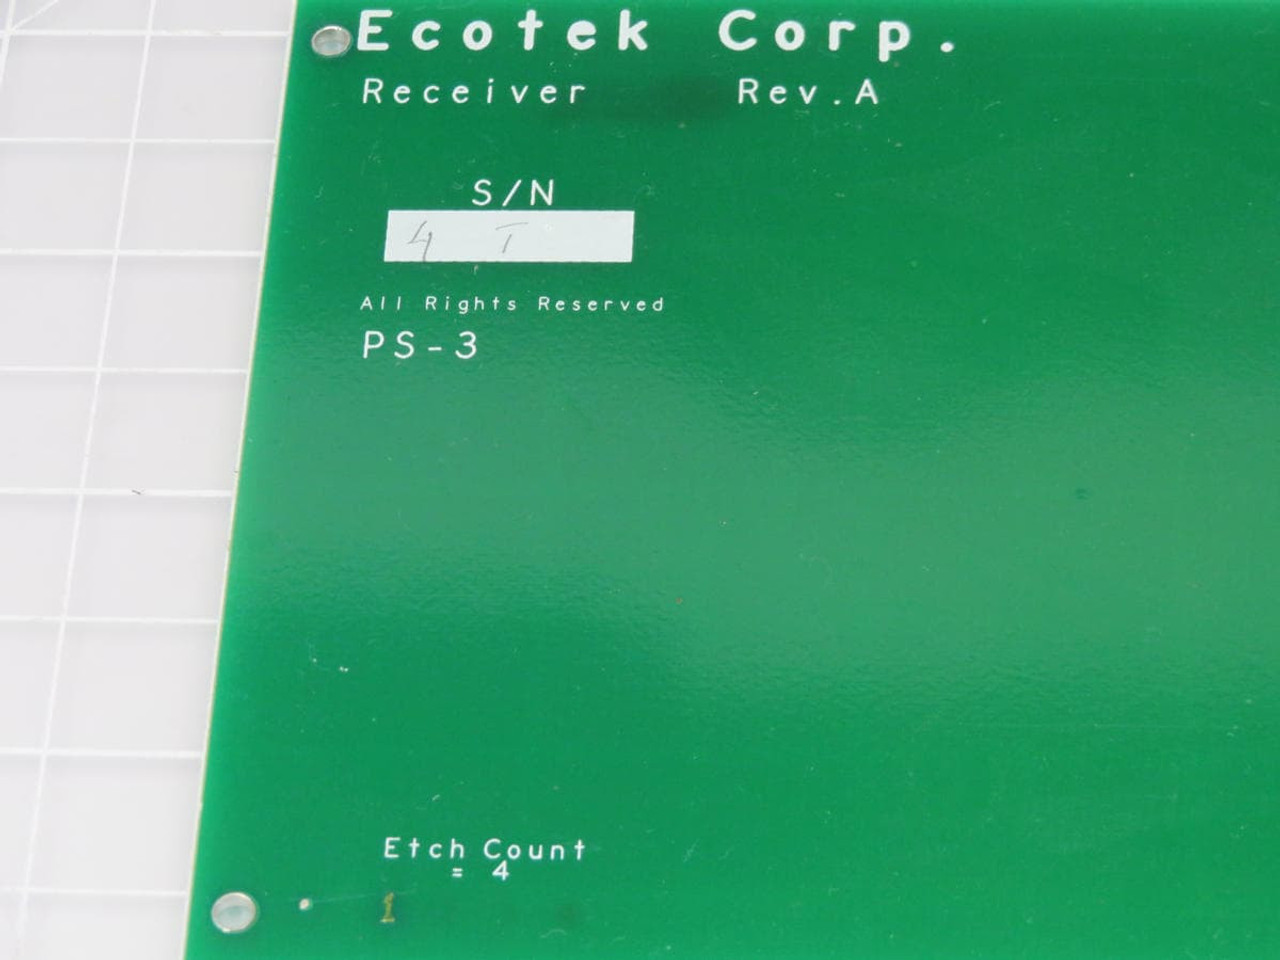 Ecotek Corp.
Receiver Rev.A
S/N
4 T
All Rights Reserved
PS-3
Etch Count
= 4
1